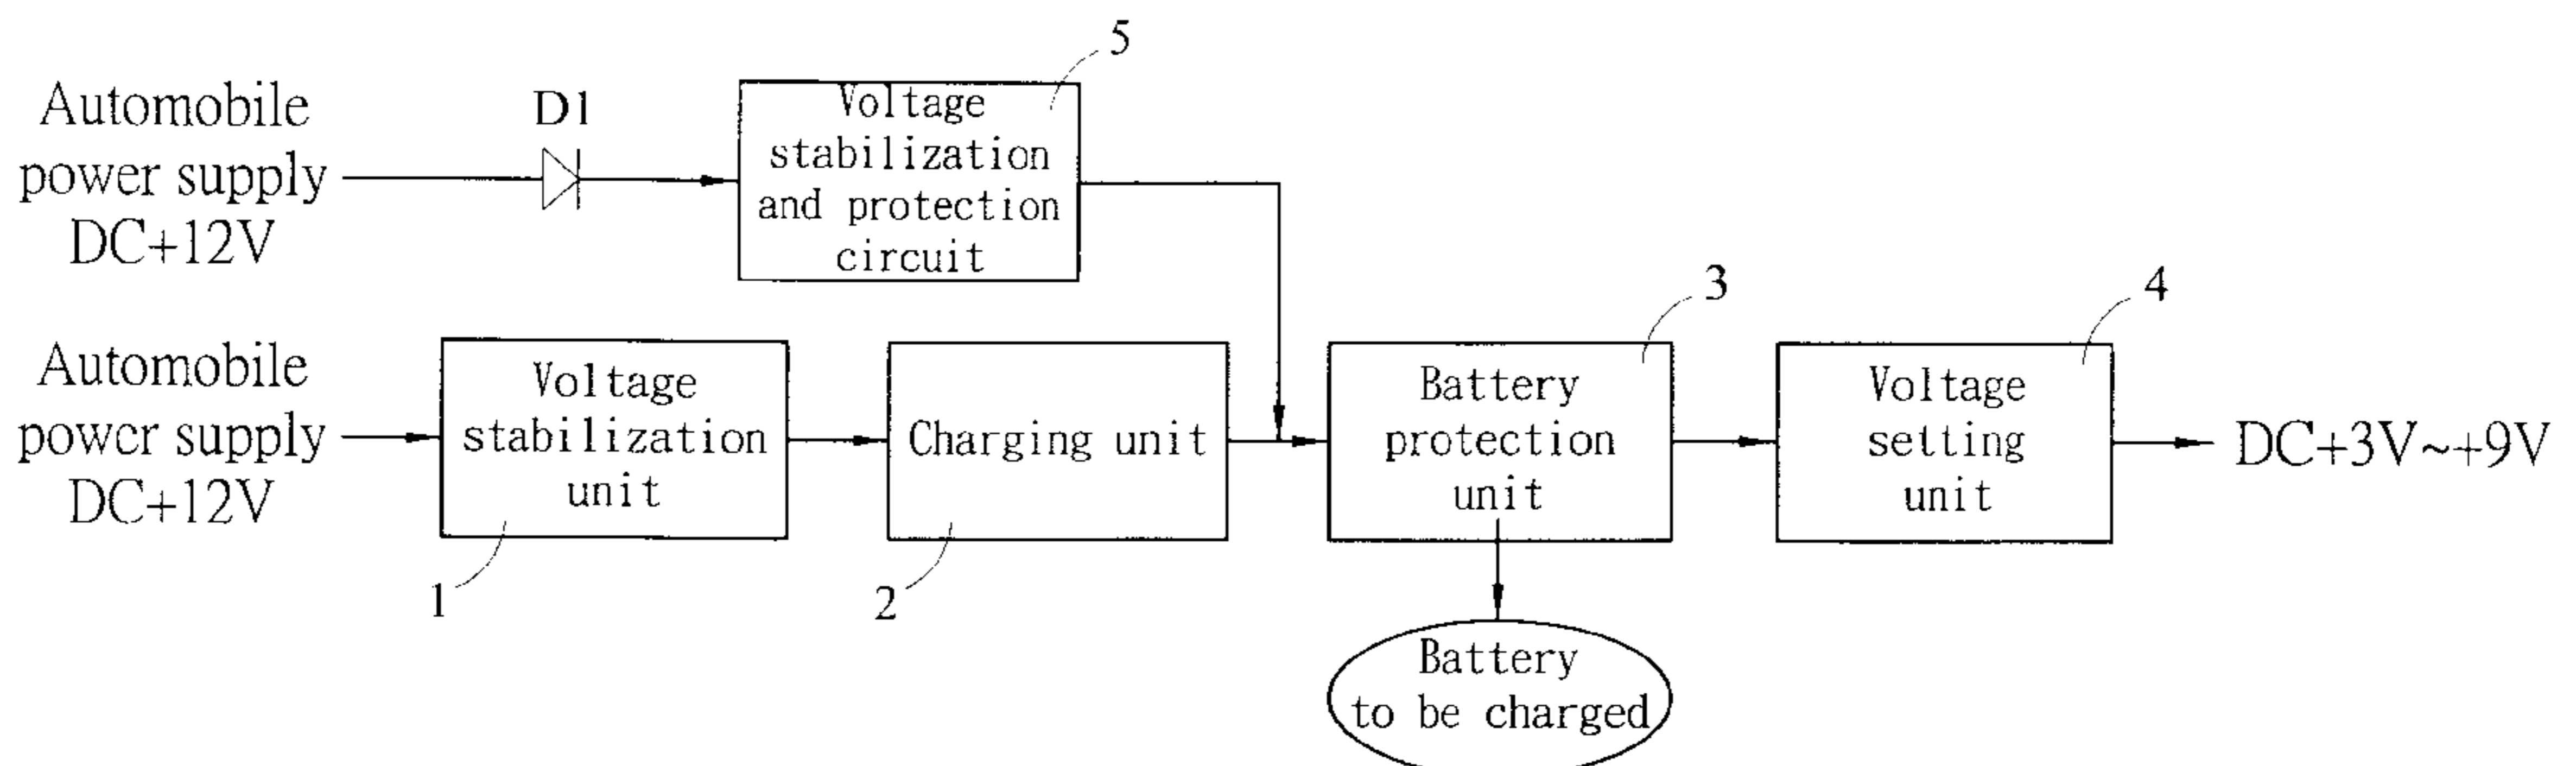 5
Automobile
power supply
DC+12V
D1
Voltage
stabilization
and protection
circuit
3
4
Automobile
power supply
DC+12V
Voltage
stabilization
unit
Charging unit
Battery
protection
unit
Voltage
setting
unit
DC+3V~+9V
1
2
Battery
to be charged